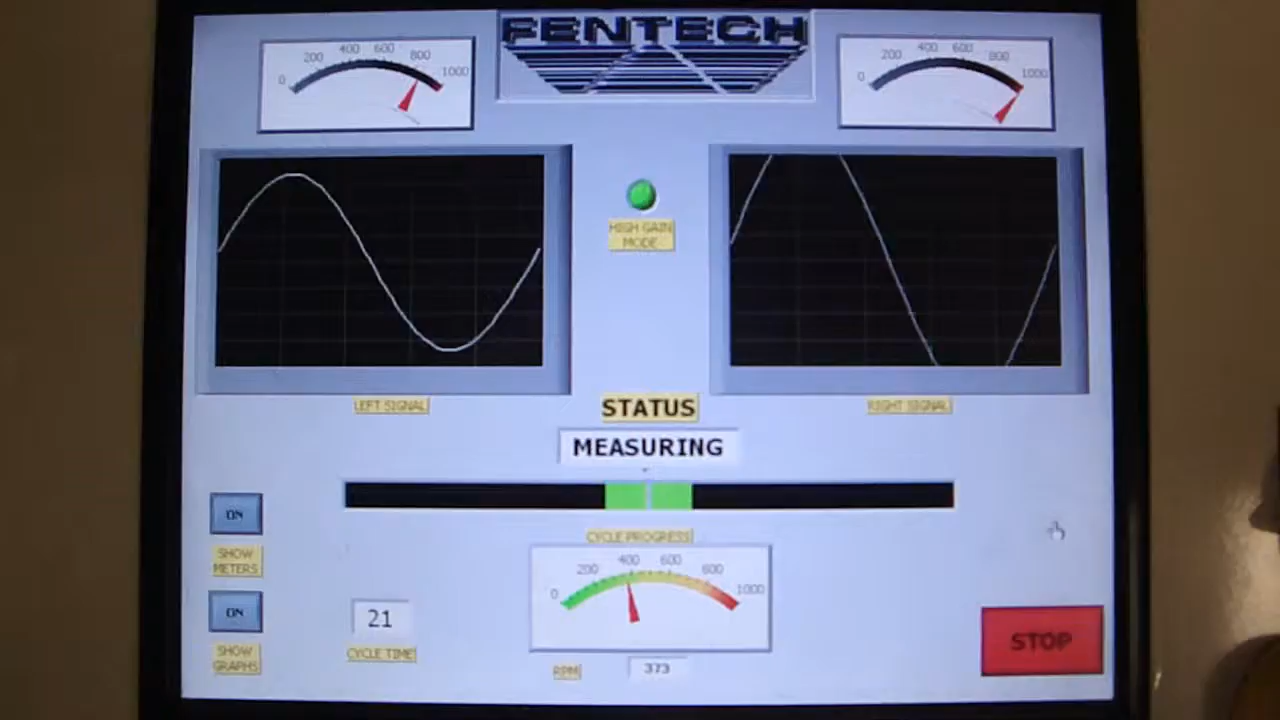 FENTECH
0 200 400 600 800 1000
0 200 400 600 800 1000
HIGH GAIN
MODE
LEFT SIGNAL
RIGHT SIGNAL
STATUS
MEASURING
CYCLE PROGRESS
ON
SHOW
METERS
ON
SHOW
GRAPHS
21
CYCLE TIME
0 200 400 600 800 1000
RPM
373
STOP